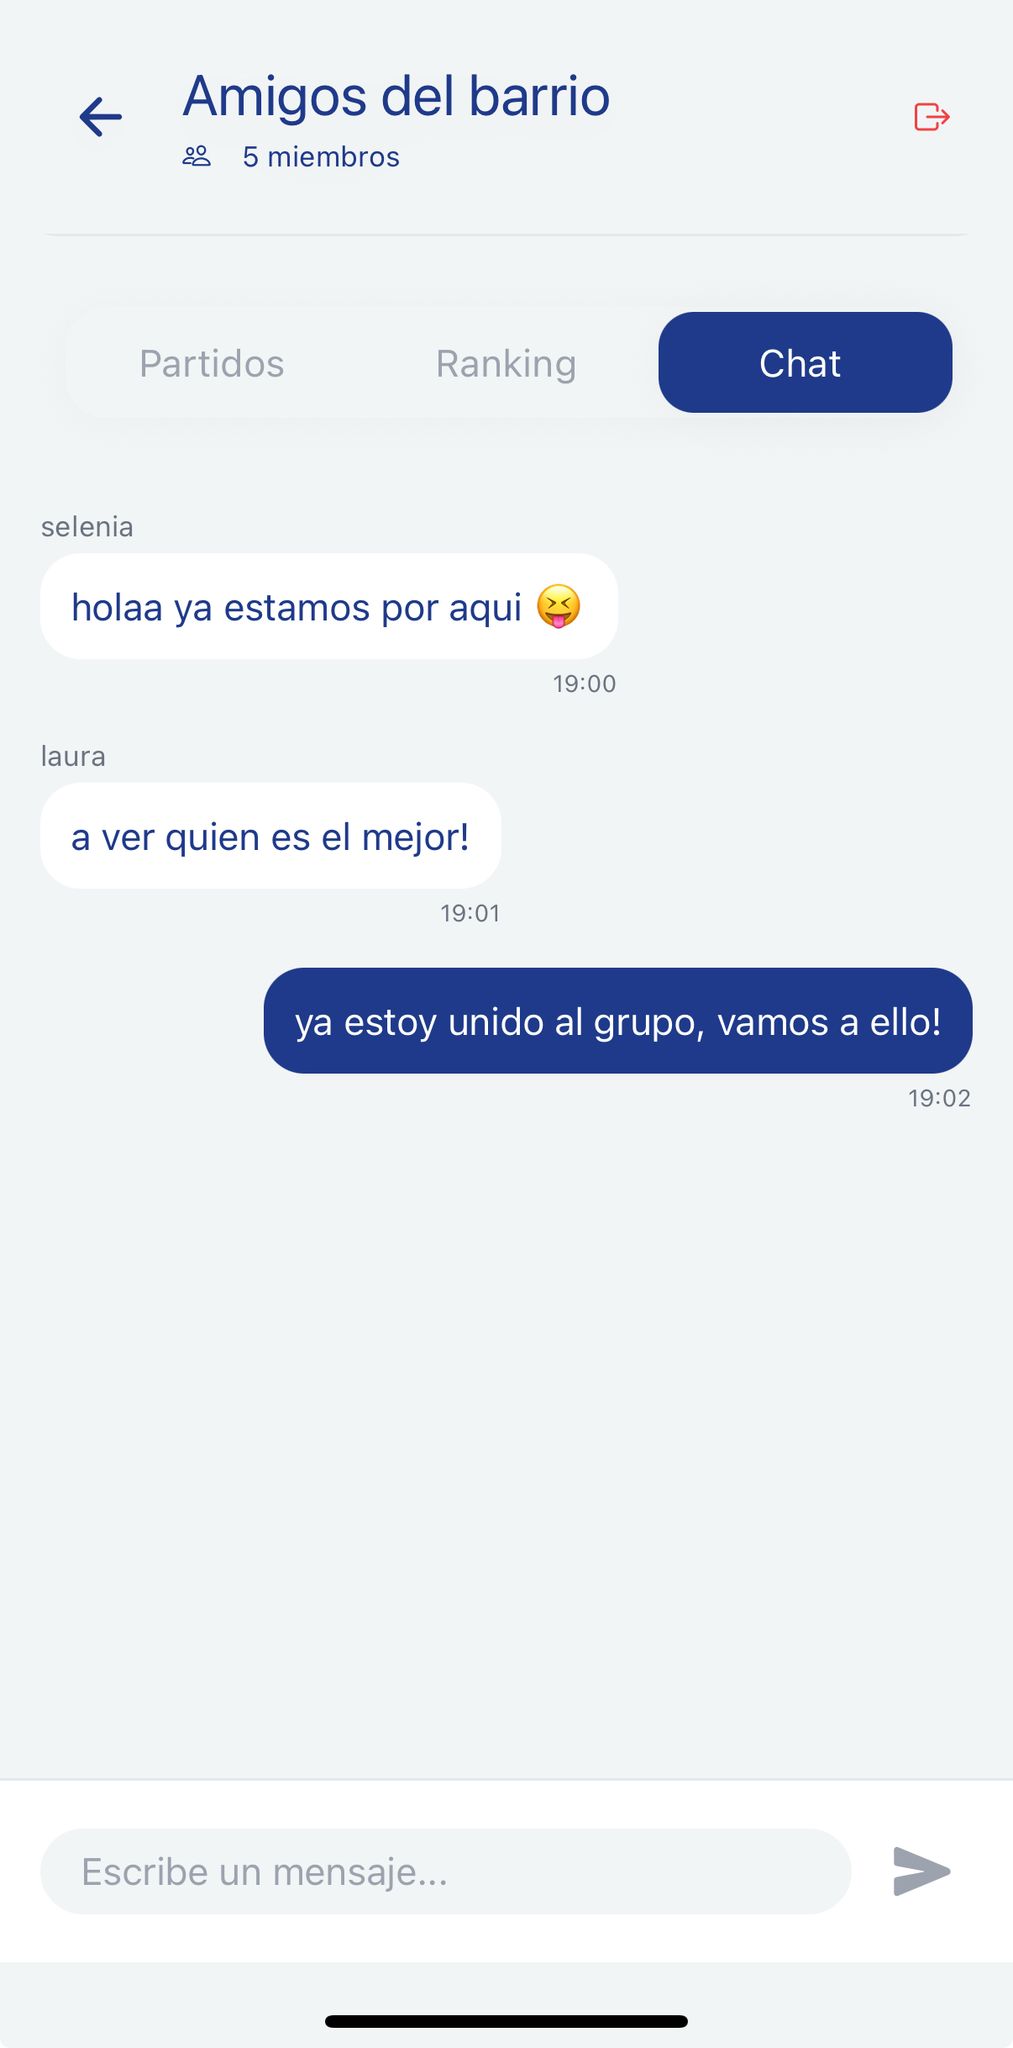 Amigos del barrio
5 miembros
Partidos
Ranking
Chat
selenia
holaa ya estamos por aqui 😝
19:00
laura
a ver quien es el mejor!
19:01
ya estoy unido al grupo, vamos a ello!
19:02
Escribe un mensaje...